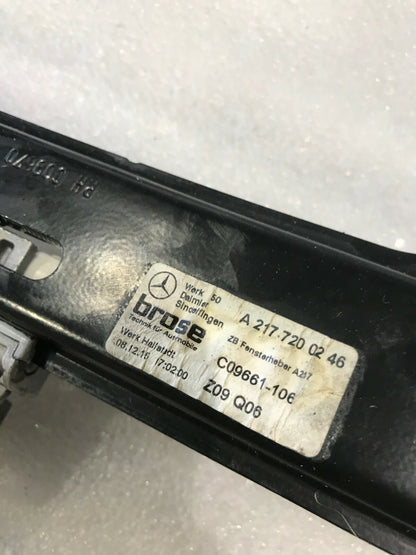 Werk 50
Daimler
Sindelfingen
A 217 720 02 46
brose
Technik für Automobile
ZB Fensterheber A217
Werk Hallstadt
C09661-106
08.12.16 17:02:00
Z09 Q06